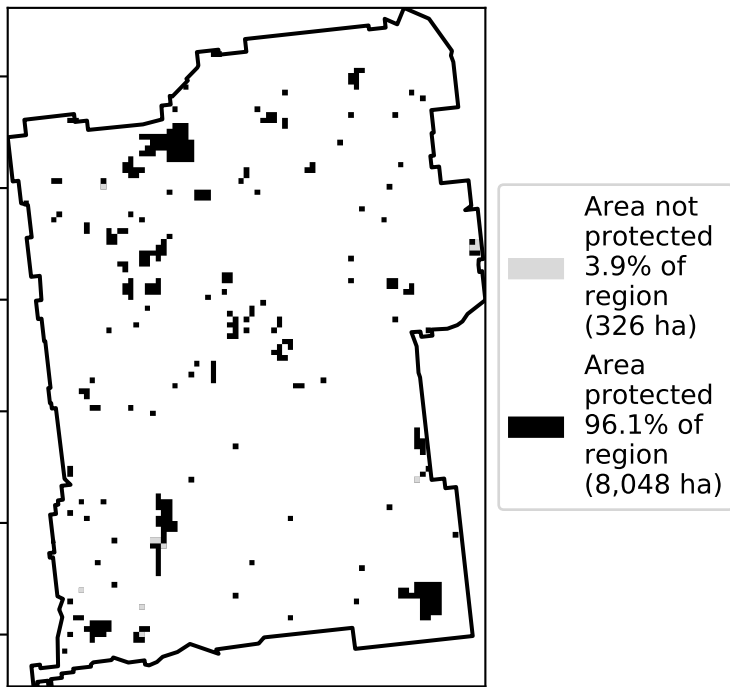 Area not
protected
3.9% of
region
(326 ha)
Area
protected
96.1% of
region
(8,048 ha)